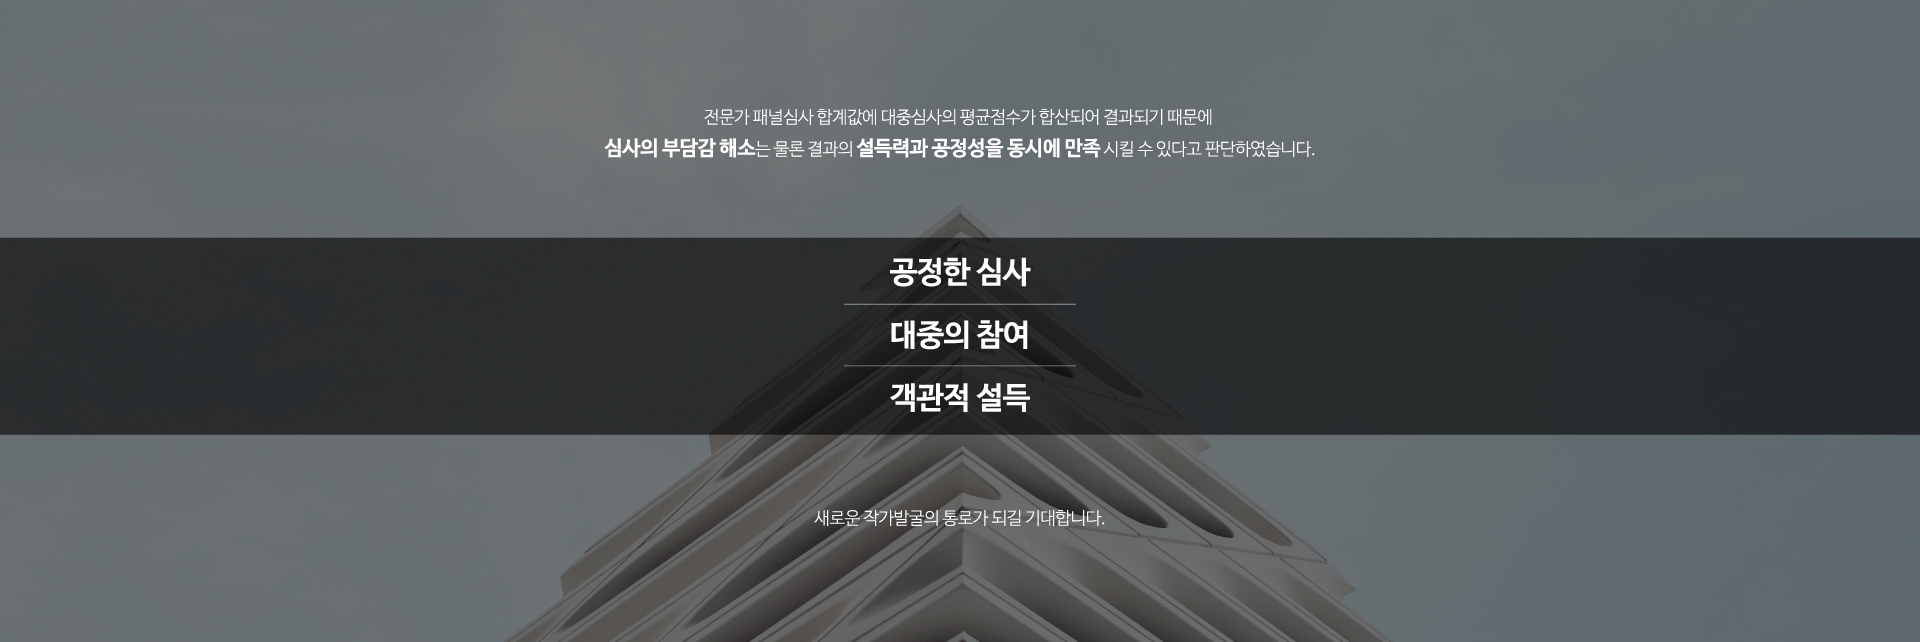 전문가 패널심사 합계값에 대중심사의 평균점수가 합산되어 결과되기 때문에
심사의 부담감 해소는 물론 결과의 설득력과 공정성을 동시에 만족 시킬 수 있다고 판단하였습니다.
공정한 심사
대중의 참여
객관적 설득
새로운 작가발굴의 통로가 되길 기대합니다.